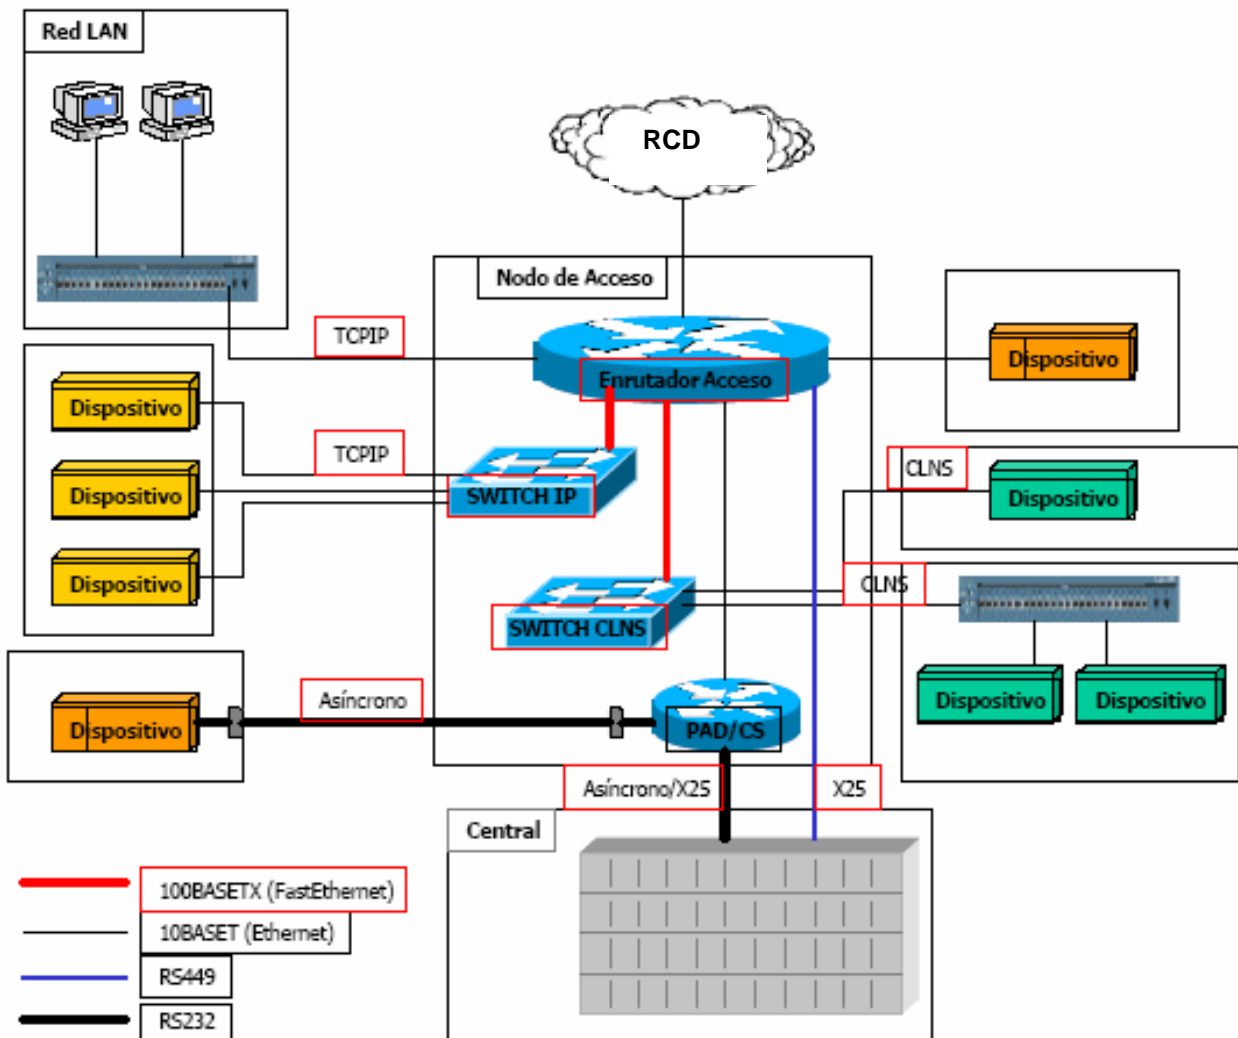 Red LAN
RCD
Nodo de Acceso
TCPIP
Enrutador Acceso
Dispositivo
Dispositivo
TCPIP
CLNS
Dispositivo
SWITCH IP
Dispositivo
Dispositivo
CLNS
SWITCH CLNS
Asíncrono
Dispositivo
Dispositivo
Dispositivo
PAD/CS
Asíncrono/X25
X25
Central
100BASETX (FastEthernet)
10BASET (Ethernet)
RS449
RS232